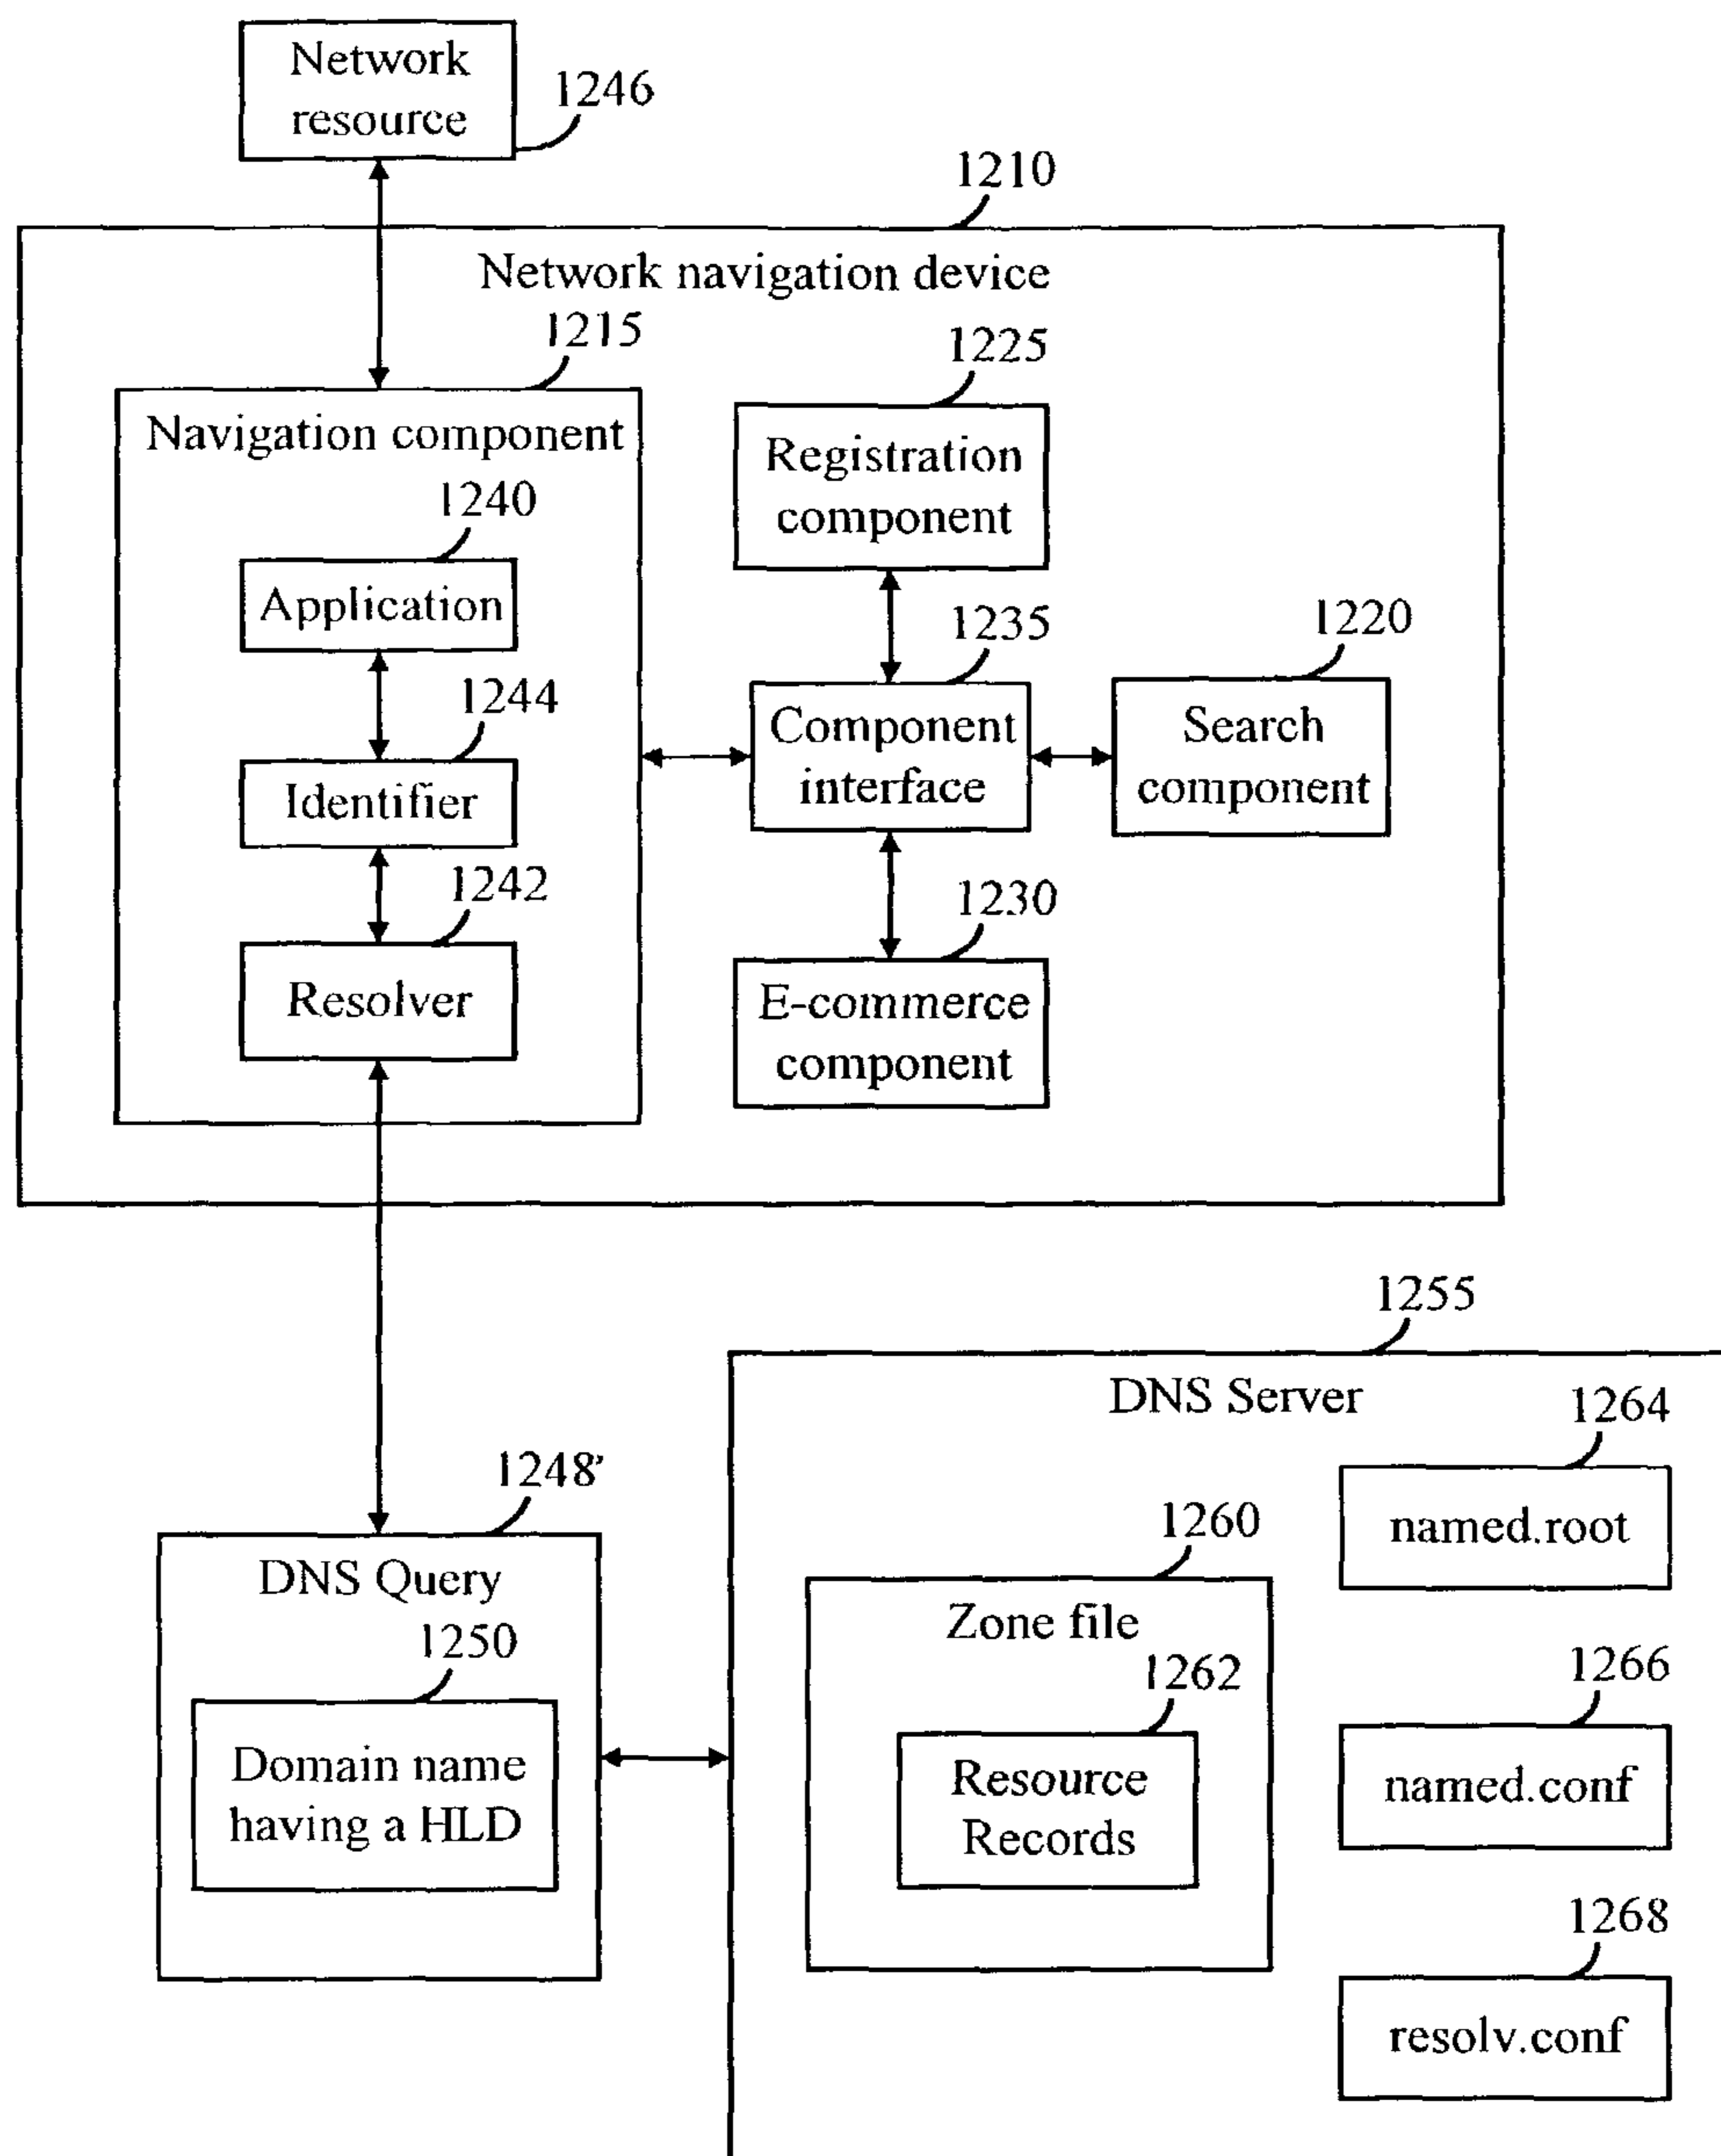 Network
resource
1246
1210
Network navigation device
1215
Navigation component
1240
Application
1244
Identifier
1242
Resolver
1225
Registration
component
1235
Component
interface
1220
Search
component
1230
E-commerce
component
1248'
DNS Query
1250
Domain name
having a HLD
1255
DNS Server
1260
Zone file
1262
Resource
Records
1264
named.root
1266
named.conf
1268
resolv.conf